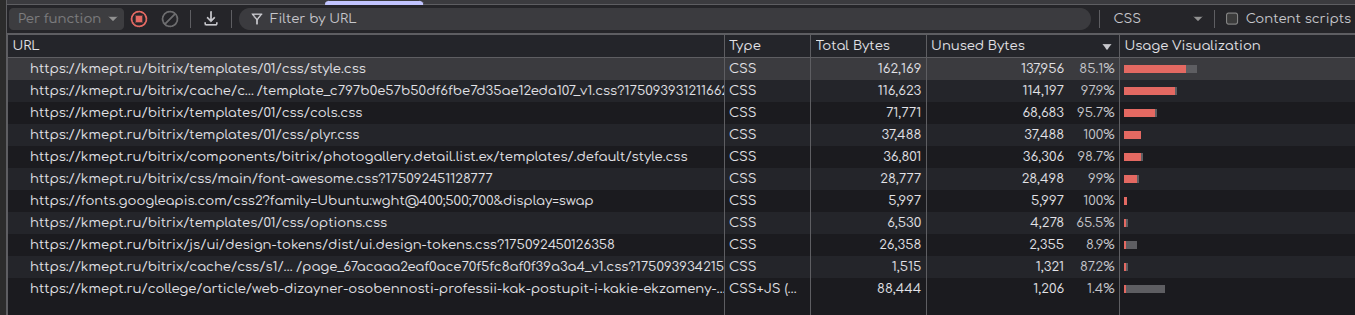 Per function Filter by URL CSS Content scripts
URL Type Total Bytes Unused Bytes Usage Visualization
https://kmept.ru/bitrix/templates/01/css/style.css CSS 162,169 137,956 85.1%
https://kmept.ru/bitrix/cache/c… /template_c797b0e57b50df6fbe7d35ae12eda107_v1.css?175093931211662 CSS 116,623 114,197 97.9%
https://kmept.ru/bitrix/templates/01/css/cols.css CSS 71,771 68,683 95.7%
https://kmept.ru/bitrix/templates/01/css/plyr.css CSS 37,488 37,488 100%
https://kmept.ru/bitrix/components/bitrix/photogallery.detail.list.ex/templates/.default/style.css CSS 36,801 36,306 98.7%
https://kmept.ru/bitrix/css/main/font-awesome.css?175092451128777 CSS 28,777 28,498 99%
https://fonts.googleapis.com/css2?family=Ubuntu:wght@400;500;700&display=swap CSS 5,997 5,997 100%
https://kmept.ru/bitrix/templates/01/css/options.css CSS 6,530 4,278 65.5%
https://kmept.ru/bitrix/js/ui/design-tokens/dist/ui.design-tokens.css?175092450126358 CSS 26,358 2,355 8.9%
https://kmept.ru/bitrix/cache/css/s1/… /page_67acaaa2eaf0ace70f5fc8af0f39a3a4_v1.css?175093934215 CSS 1,515 1,321 87.2%
https://kmept.ru/college/article/web-dizayner-osobennosti-professii-kak-postupit-i-kakie-ekzameny-… CSS+JS (… 88,444 1,206 1.4%